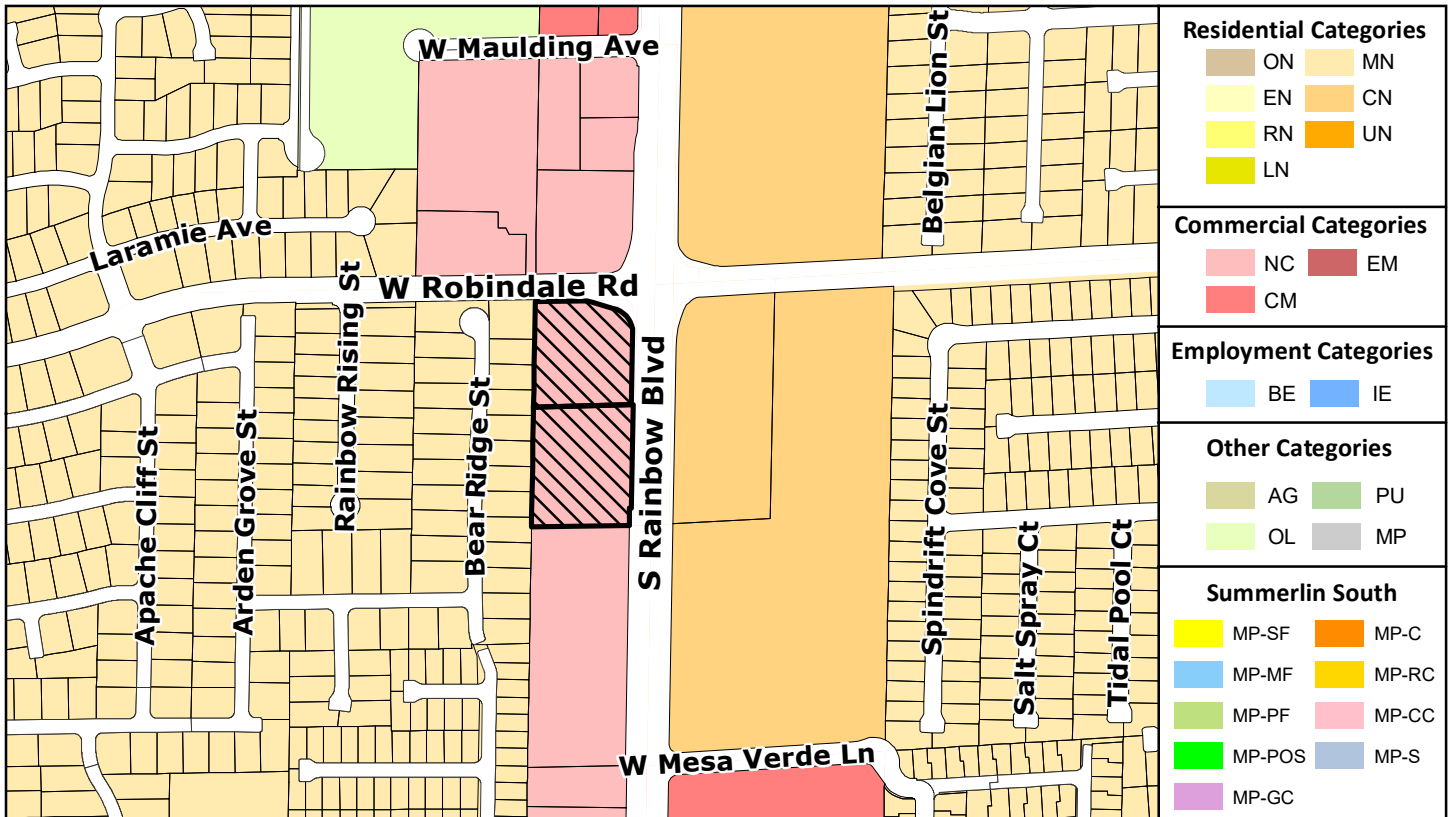 W Maulding Ave
Belgian Lion St
Laramie Ave
W Robindale Rd
Rainbow Rising St
S Rainbow Blvd
Bear Ridge St
Arden Grove St
Apache Cliff St
Spindrift Cove St
Salt Spray Ct
Tidal Pool Ct
W Mesa Verde Ln
Residential Categories
ON MN
EN CN
RN UN
LN
Commercial Categories
NC EM
CM
Employment Categories
BE IE
Other Categories
AG PU
OL MP
Summerlin South
MP-SF MP-C
MP-MF MP-RC
MP-PF MP-CC
MP-POS MP-S
MP-GC